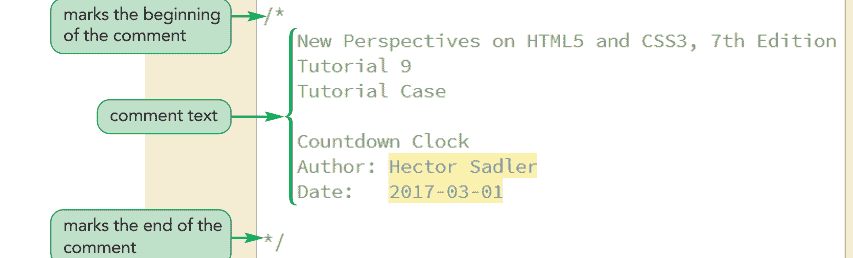 marks the beginning
of the comment
/*
New Perspectives on HTML5 and CSS3, 7th Edition
Tutorial 9
Tutorial Case
comment text
Countdown Clock
Author: Hector Sadler
Date: 2017-03-01
marks the end of the
comment
*/